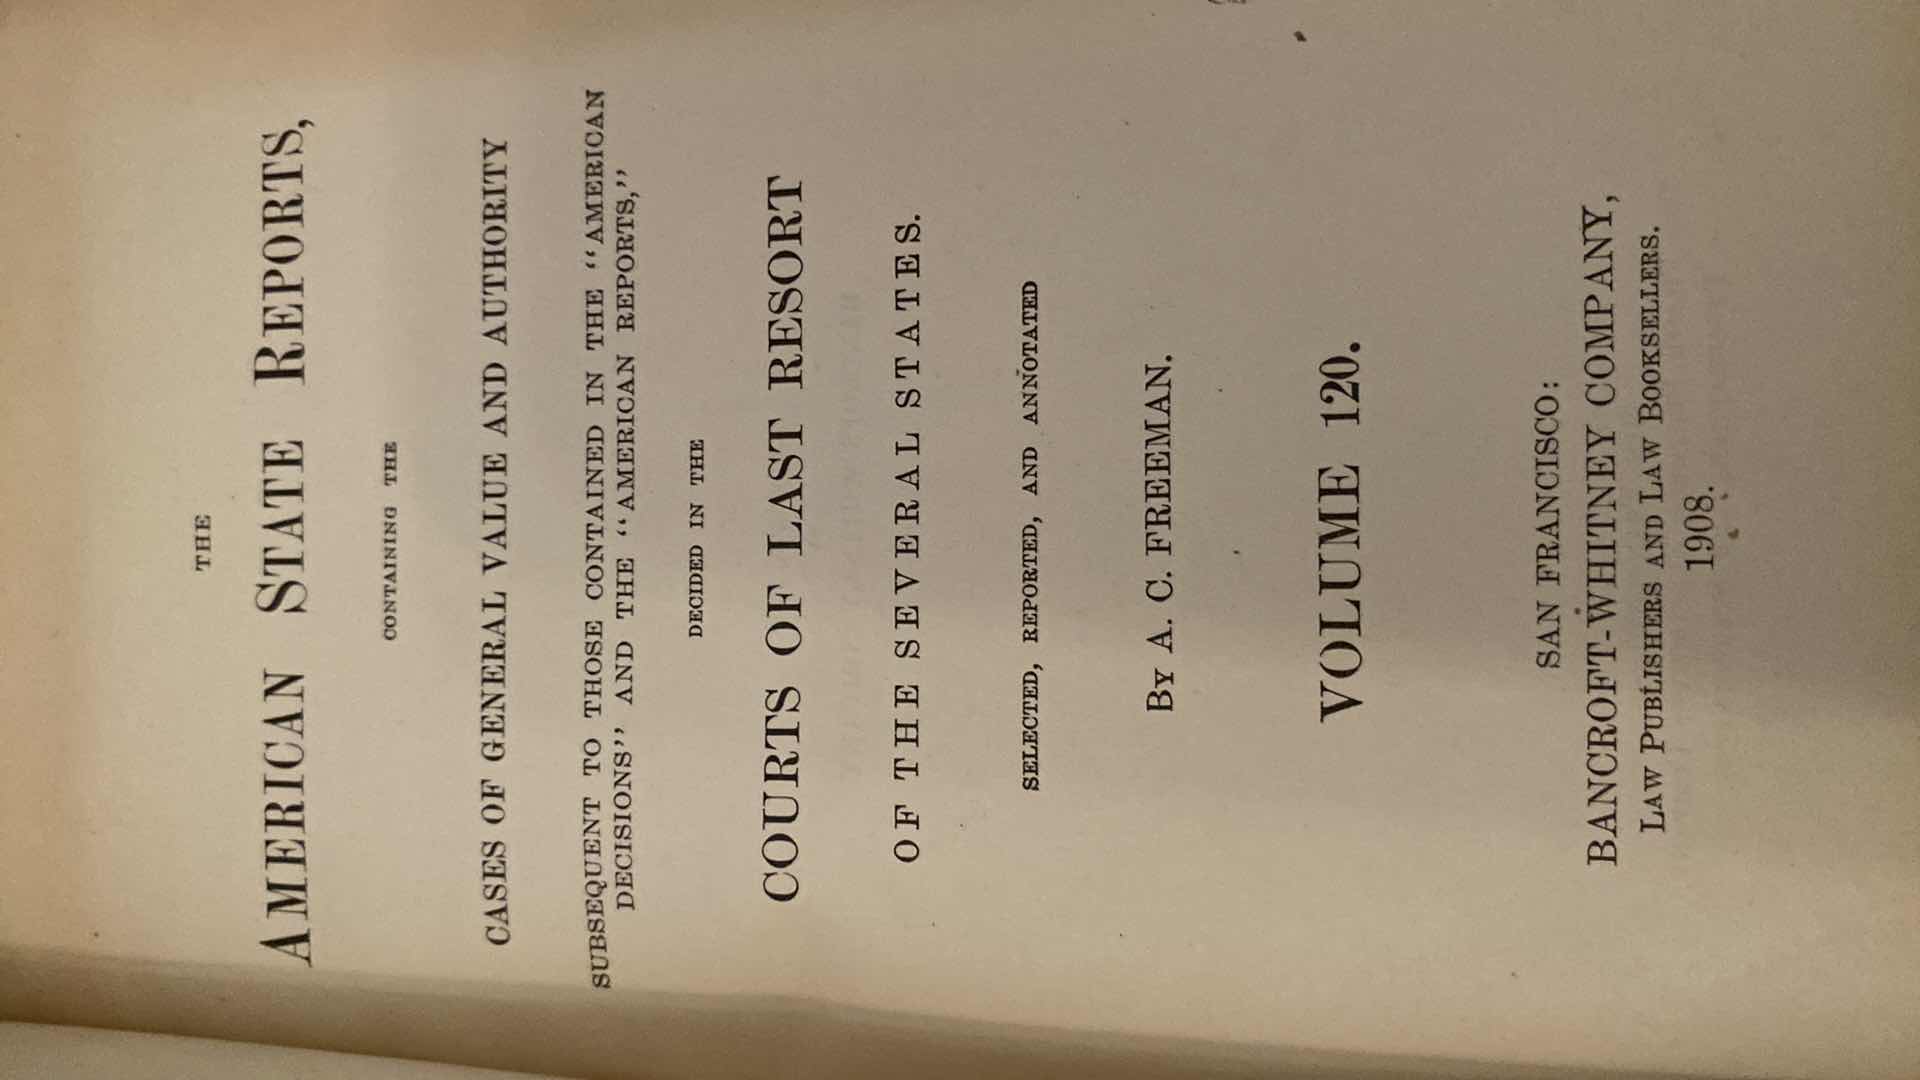 THE
AMERICAN STATE REPORTS,
CONTAINING THE
CASES OF GENERAL VALUE AND AUTHORITY
SUBSEQUENT TO THOSE CONTAINED IN THE “AMERICAN
DECISIONS” AND THE “AMERICAN REPORTS,”
DECIDED IN THE
COURTS OF LAST RESORT
OF THE SEVERAL STATES.
SELECTED, REPORTED, AND ANNOTATED
BY A. C. FREEMAN.
VOLUME 120.
SAN FRANCISCO:
BANCROFT-WHITNEY COMPANY,
LAW PUBLISHERS AND LAW BOOKSELLERS.
1908.